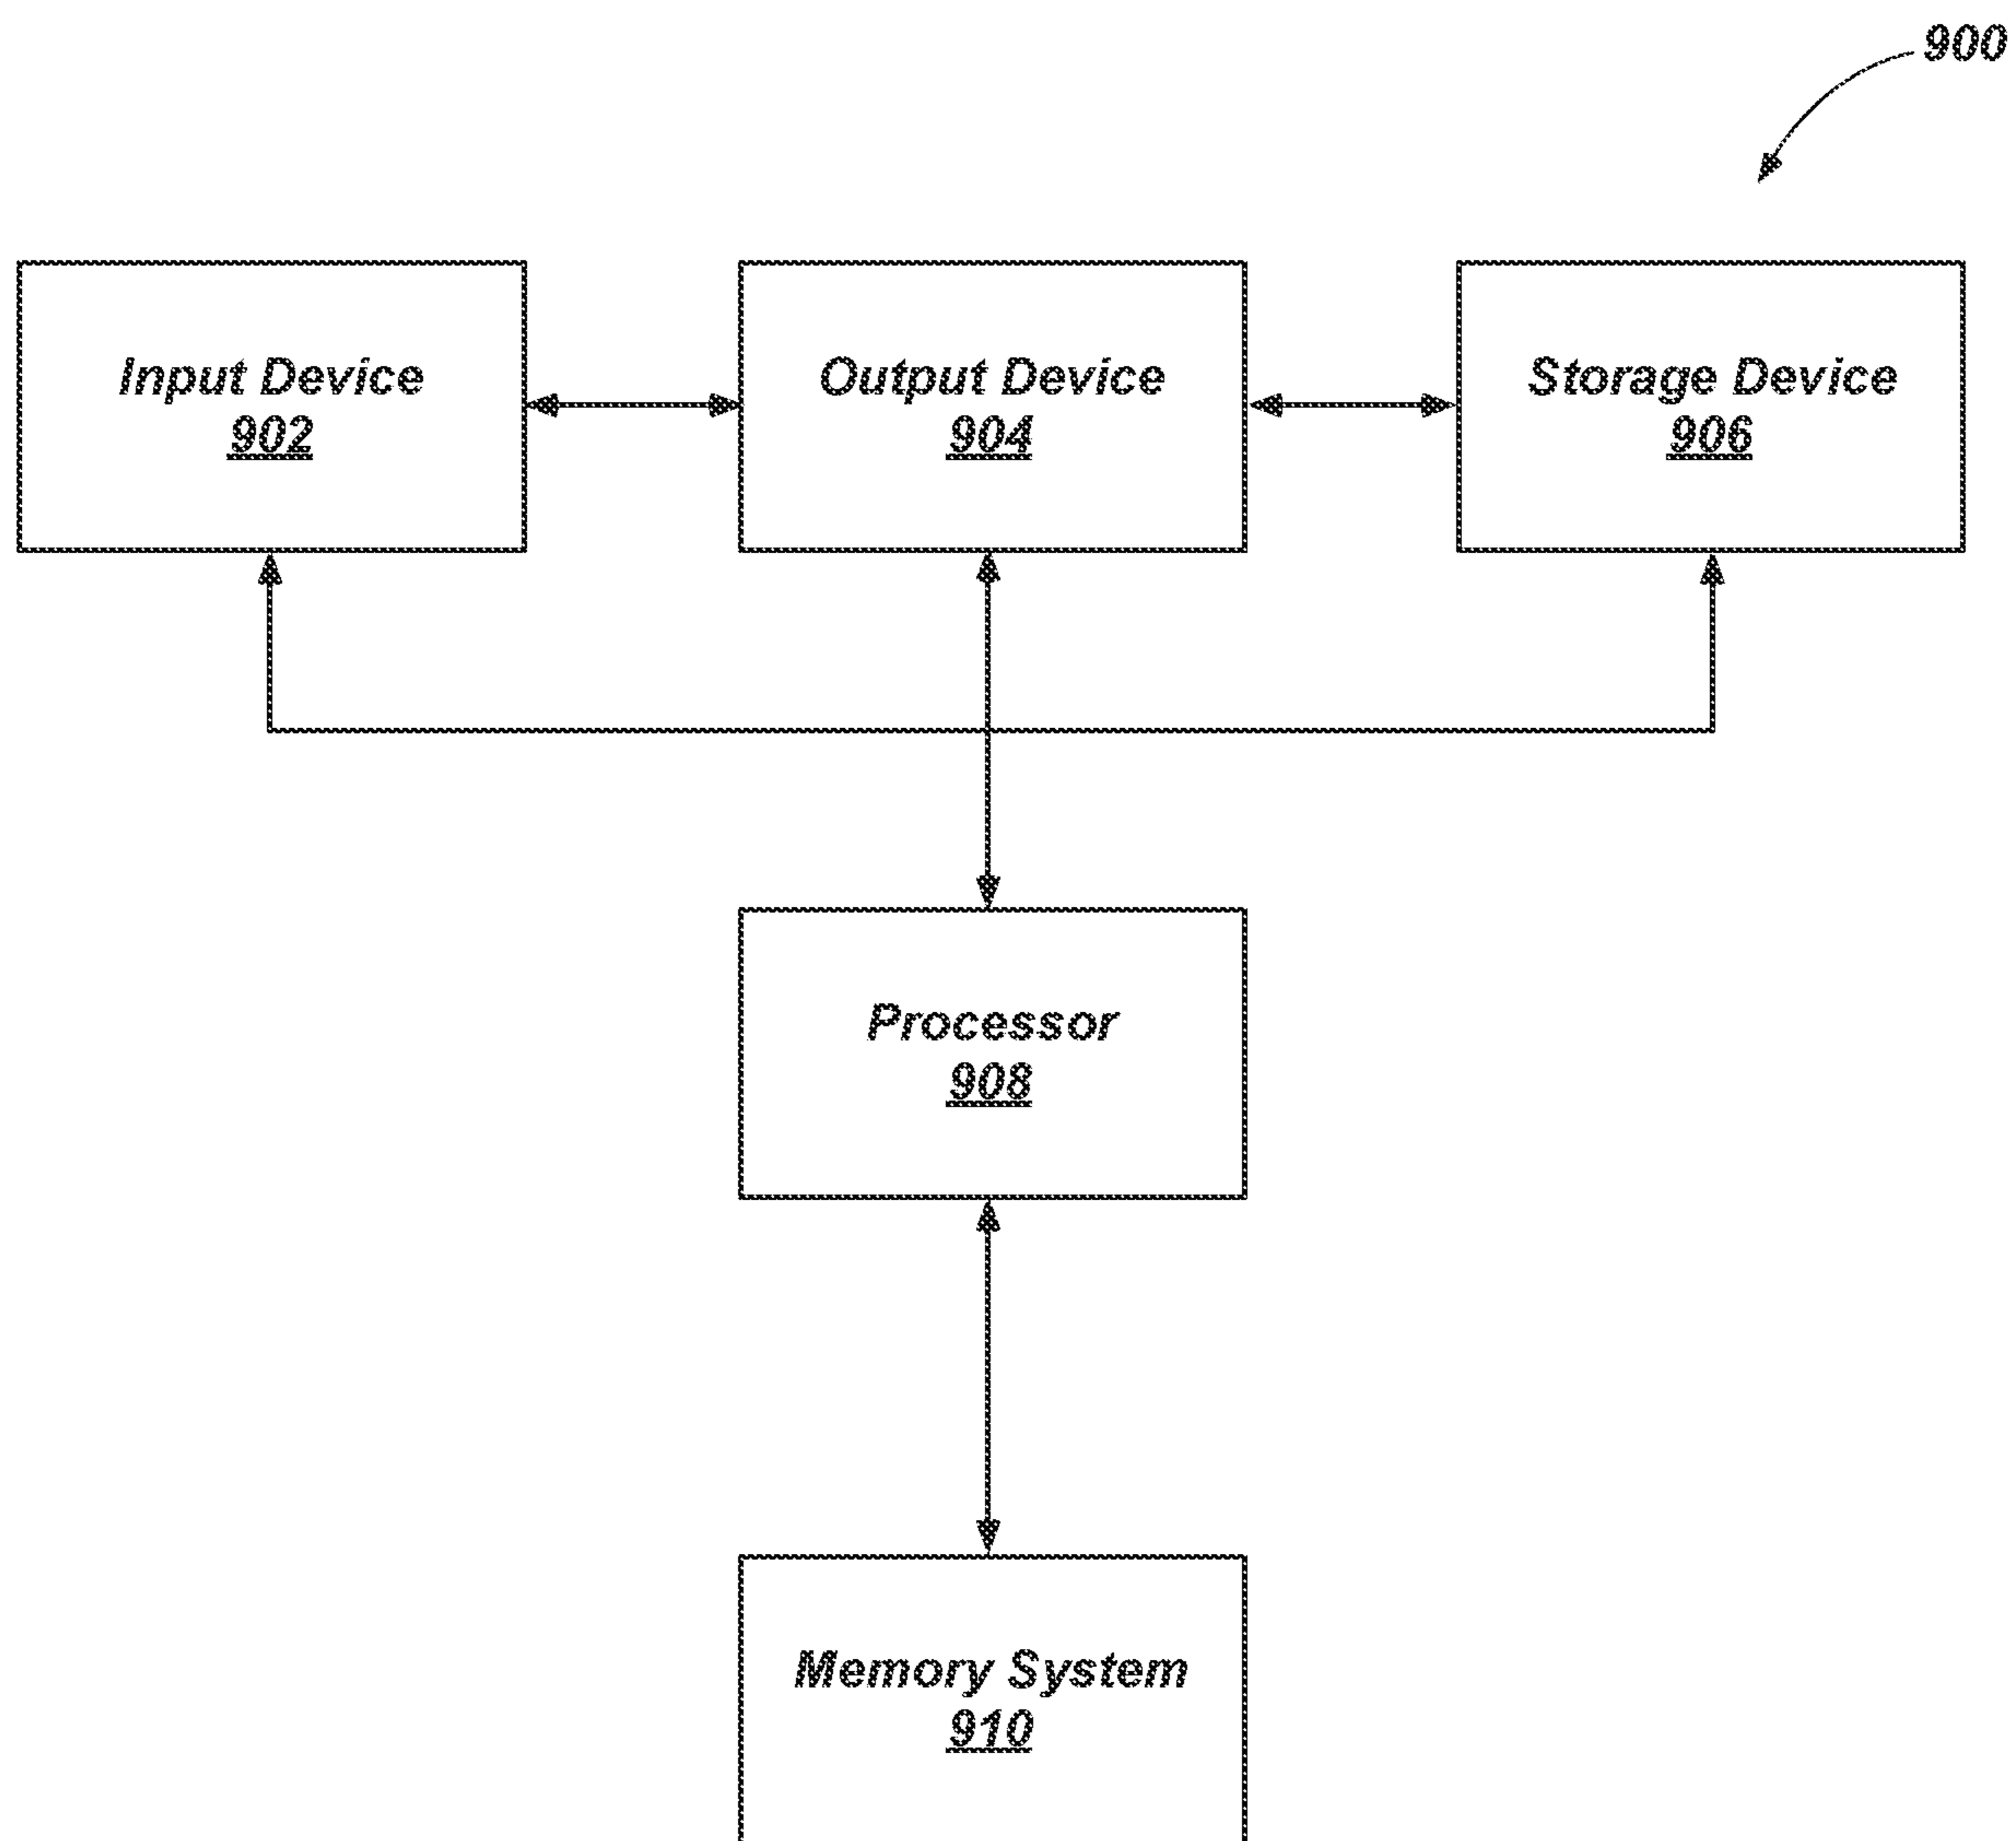 900
Input Device
902
Output Device
904
Storage Device
906
Processor
908
Memory System
910